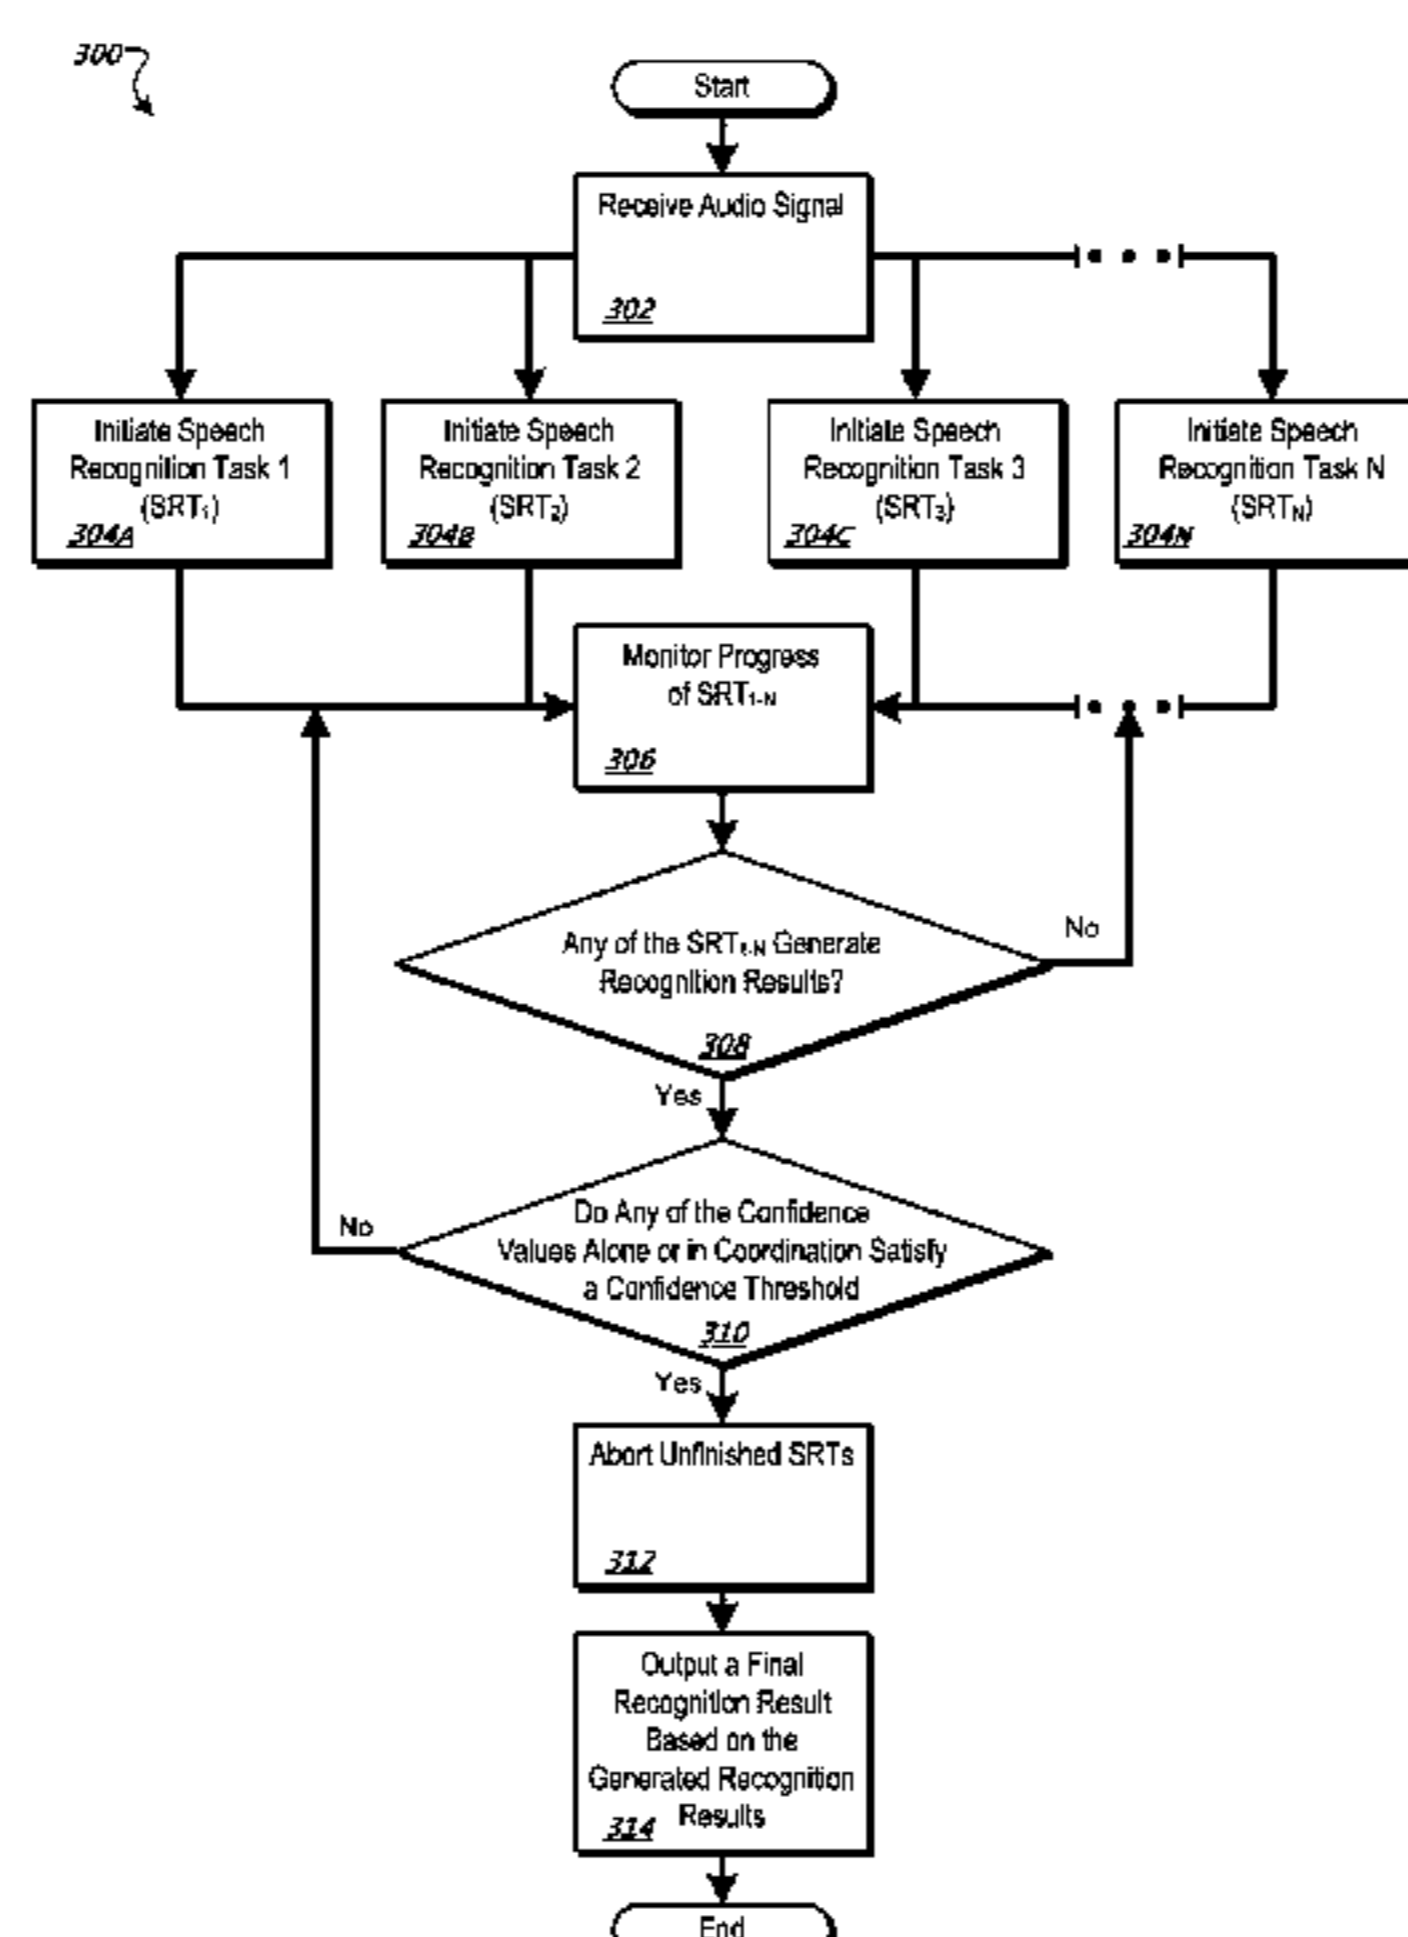 300
Start
Receive Audio Signal
302
Initiate Speech
Recognition Task 1
(SRT₁)
304A
Initiate Speech
Recognition Task 2
(SRT₂)
304B
Initiate Speech
Recognition Task 3
(SRT₃)
304C
Initiate Speech
Recognition Task N
(SRTN)
304N
Monitor Progress
of SRT1-N
306
Any of the SRT1-N Generate
Recognition Results?
308
No
Yes
Do Any of the Confidence
Values Alone or in Coordination Satisfy
a Confidence Threshold
310
No
Yes
Abort Unfinished SRTs
312
Output a Final
Recognition Result
Based on the
Generated Recognition
Results
314
End